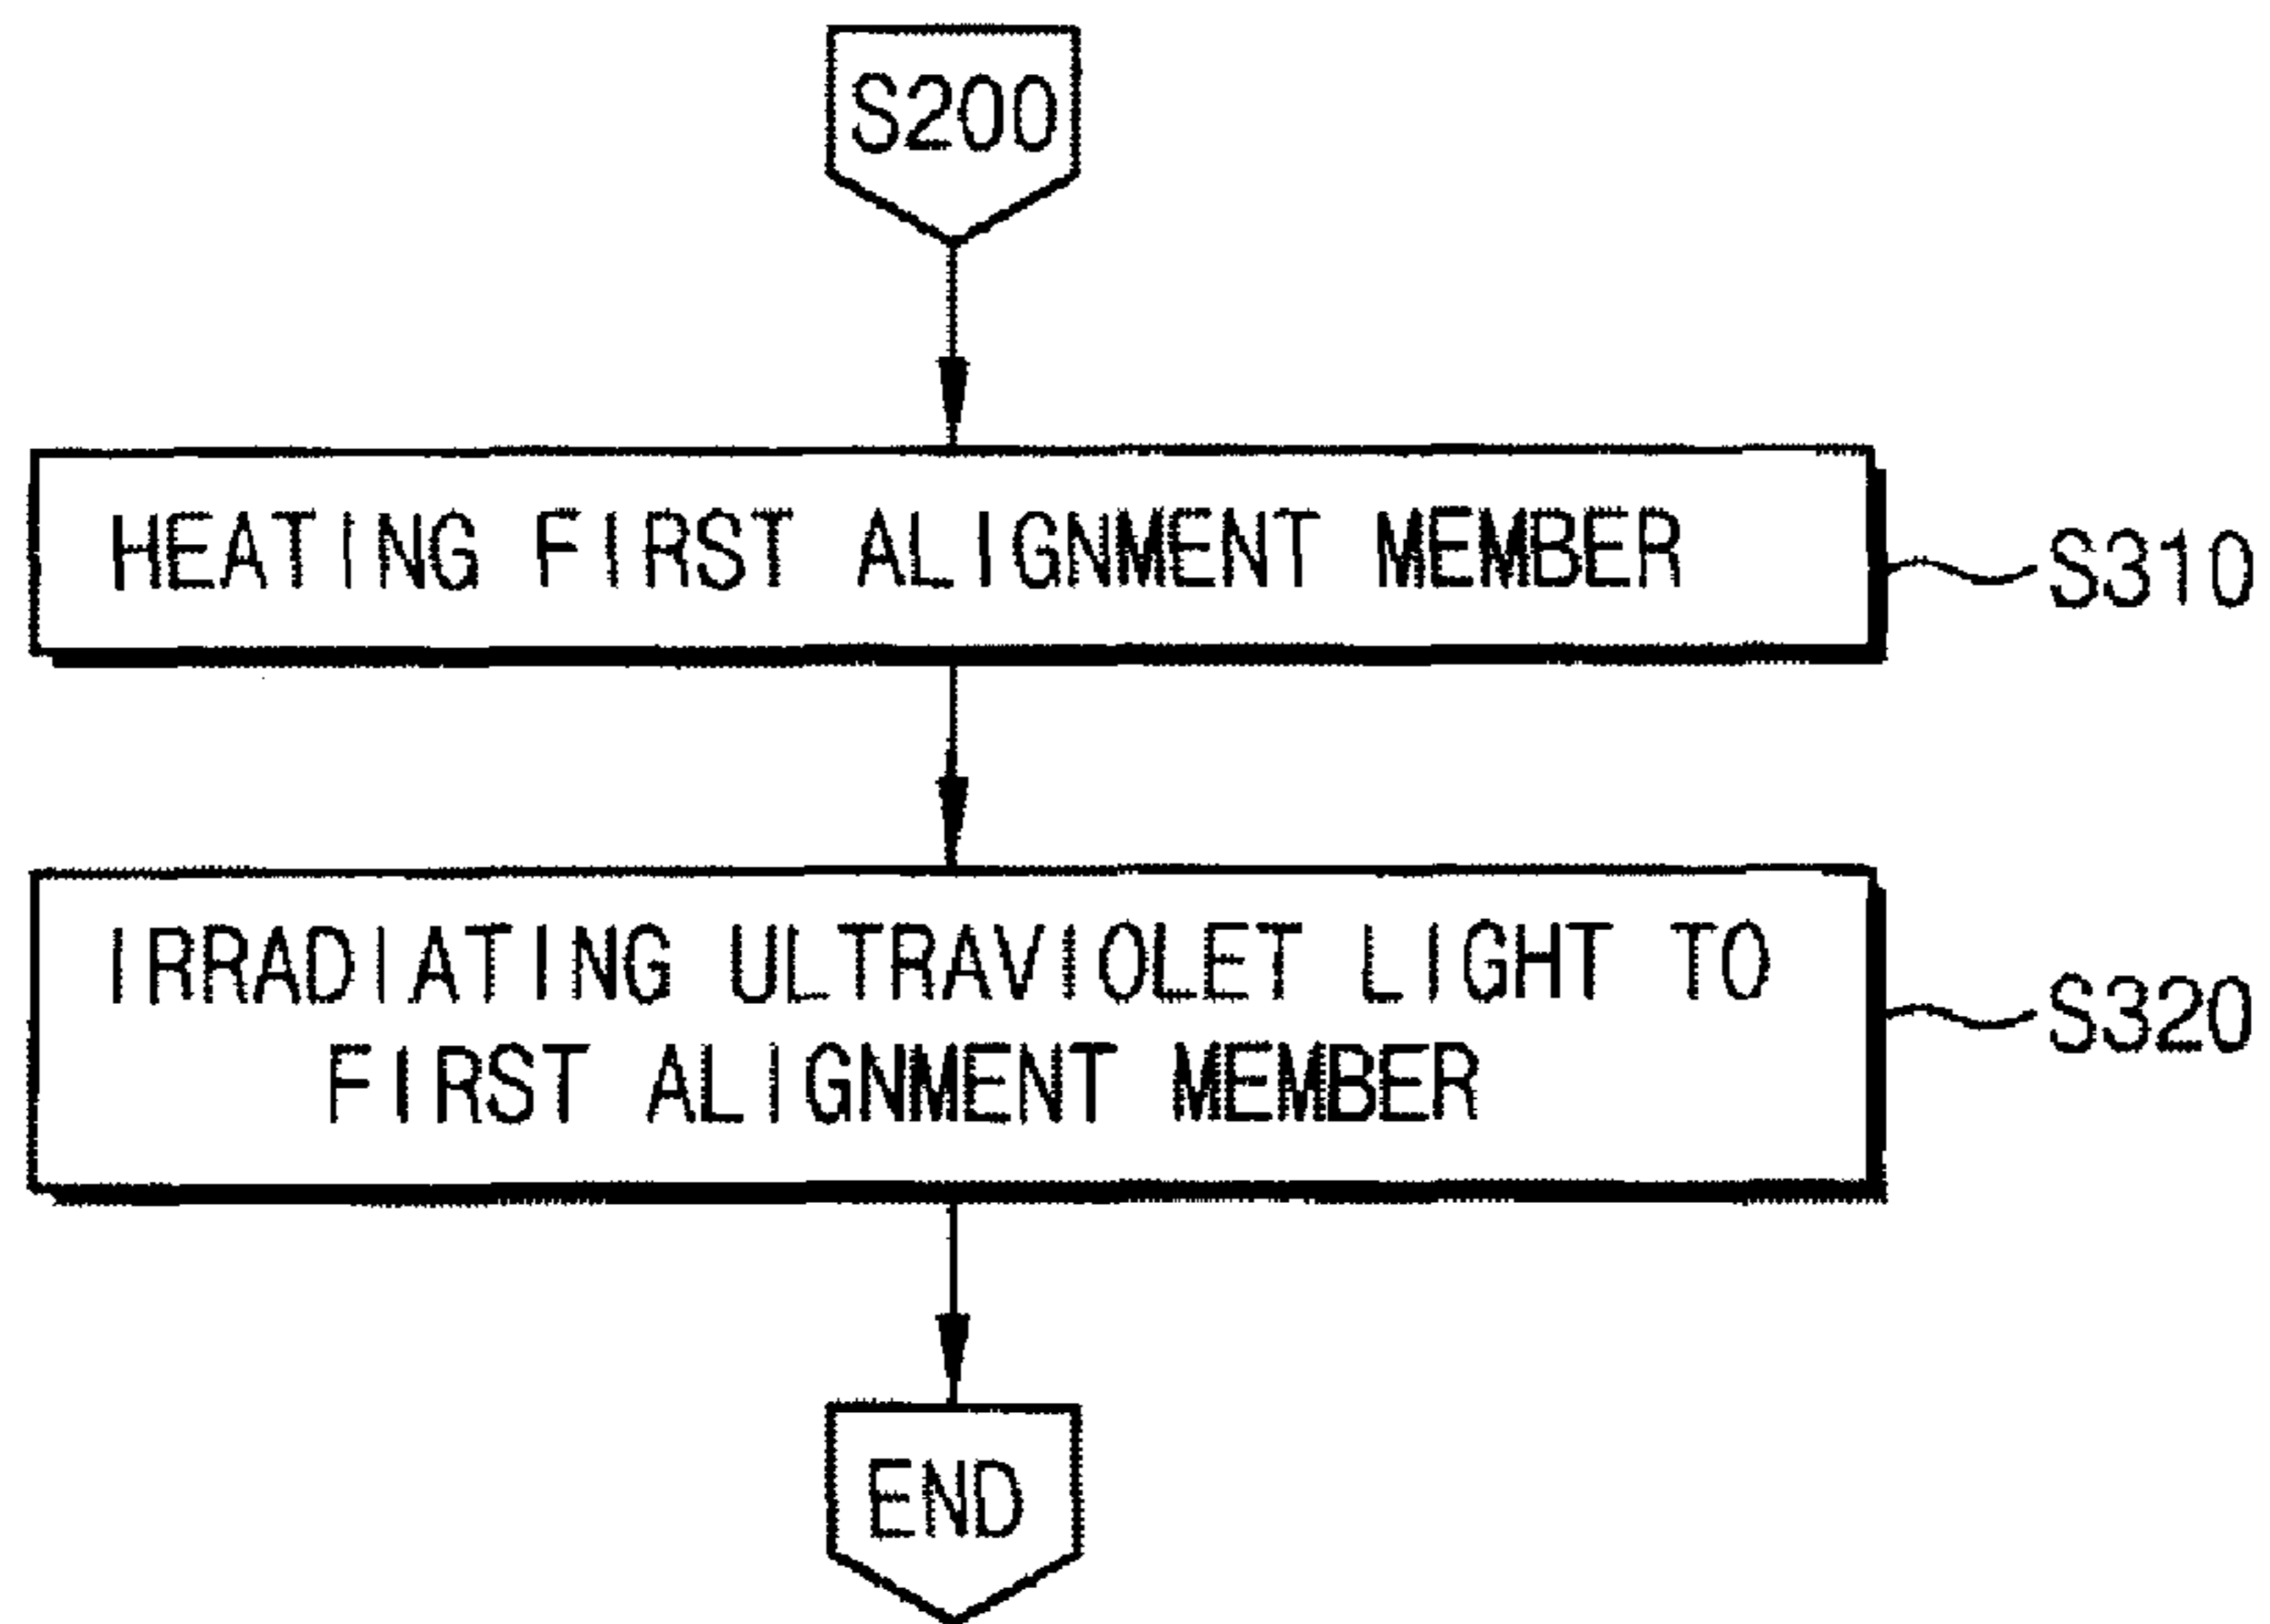 S200
HEATING FIRST ALIGNMENT MEMBER
S310
IRRADIATING ULTRAVIOLET LIGHT TO
FIRST ALIGNMENT MEMBER
S320
END